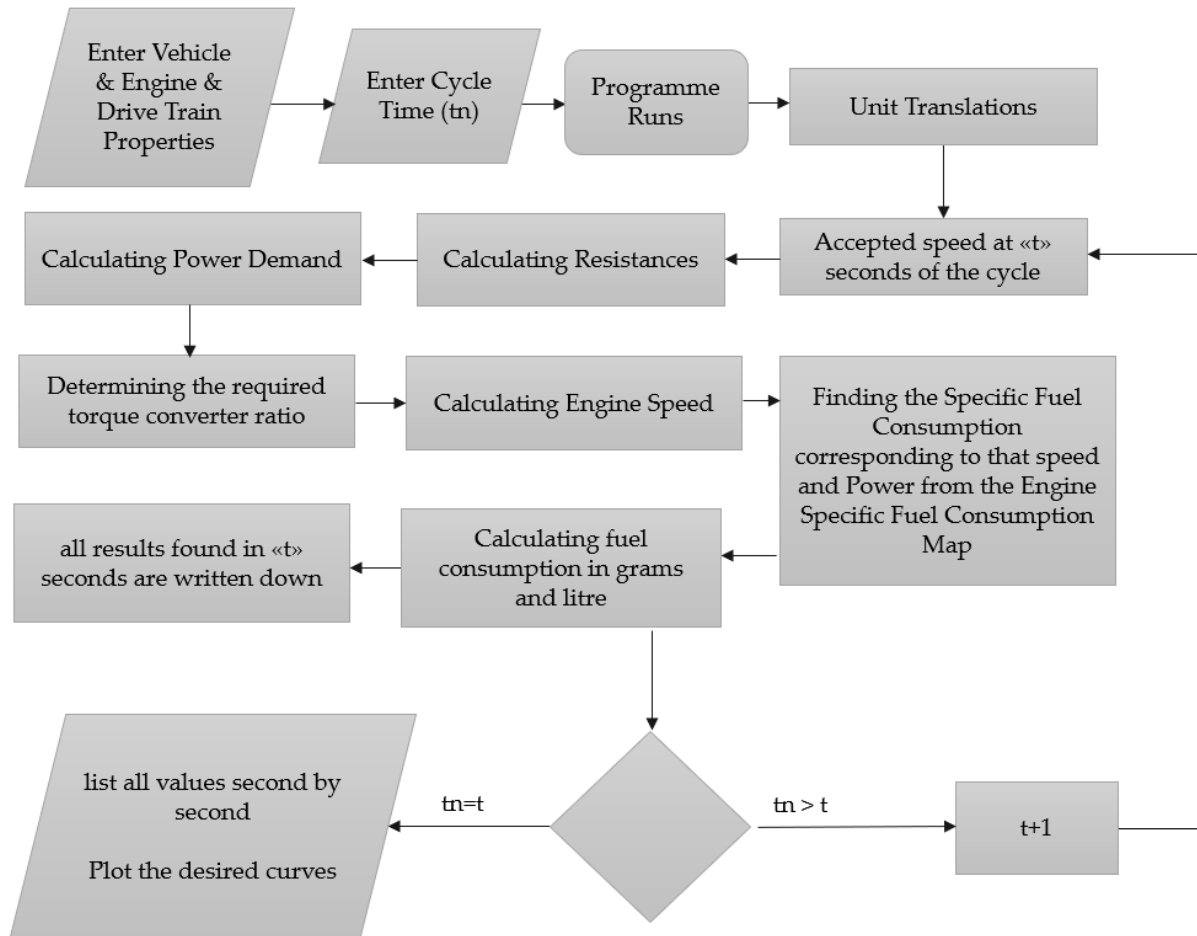 Enter Vehicle
& Engine &
Drive Train
Properties
Enter Cycle
Time (tn)
Programme
Runs
Unit Translations
Calculating Power Demand
Calculating Resistances
Accepted speed at «t»
seconds of the cycle
Determining the required
torque converter ratio
Calculating Engine Speed
Finding the Specific Fuel
Consumption
corresponding to that speed
and Power from the Engine
Specific Fuel Consumption
Map
all results found in «t»
seconds are written down
Calculating fuel
consumption in grams
and litre
list all values second by
second
Plot the desired curves
tn=t
tn > t
t+1